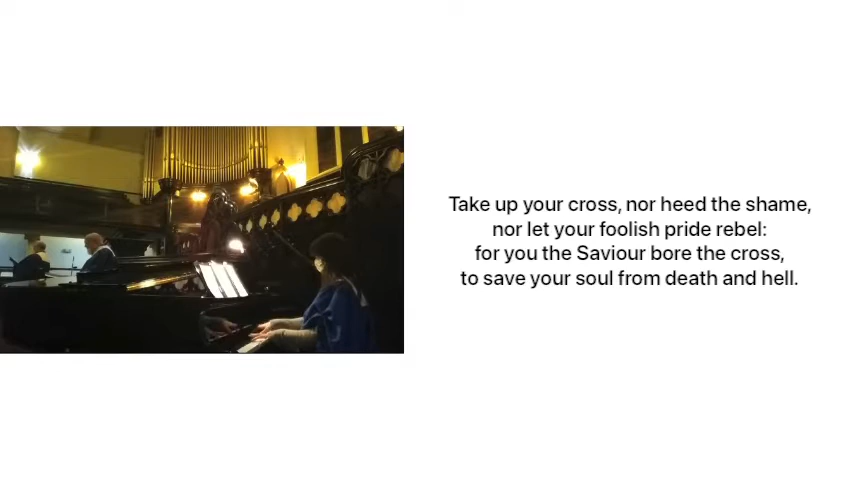 Take up your cross, nor heed the shame,
nor let your foolish pride rebel:
for you the Saviour bore the cross,
to save your soul from death and hell.